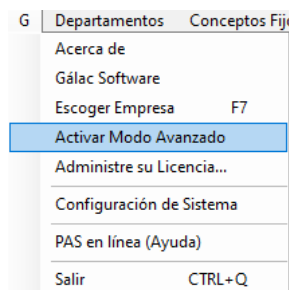 G Departamentos Conceptos Fijo
Acerca de
Gálac Software
Escoger Empresa F7
Activar Modo Avanzado
Administre su Licencia...
Configuración de Sistema
PAS en línea (Ayuda)
Salir CTRL+Q